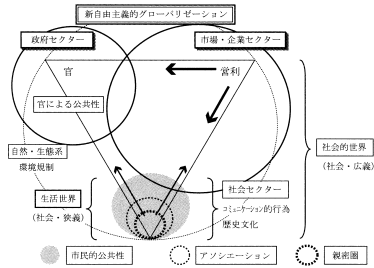 新自由主義的グローバリゼーション
政府セクター
市場・企業セクター
官
営利
官による公共性
自然・生態系
環境規制
社会的世界
(社会・広義)
生活世界
(社会・狭義)
社会セクター
コミュニケーション的行為
歴史文化
市民的公共性
アソシエーション
親密圏